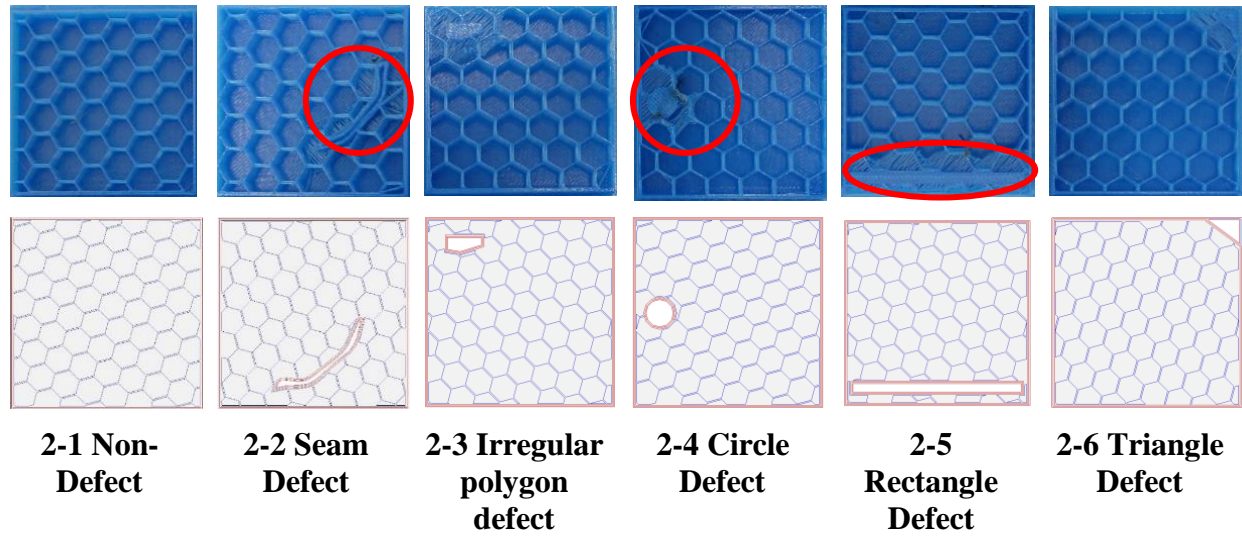 2-1 Non-
Defect
2-2 Seam
Defect
2-3 Irregular
polygon
defect
2-4 Circle
Defect
2-5
Rectangle
Defect
2-6 Triangle
Defect